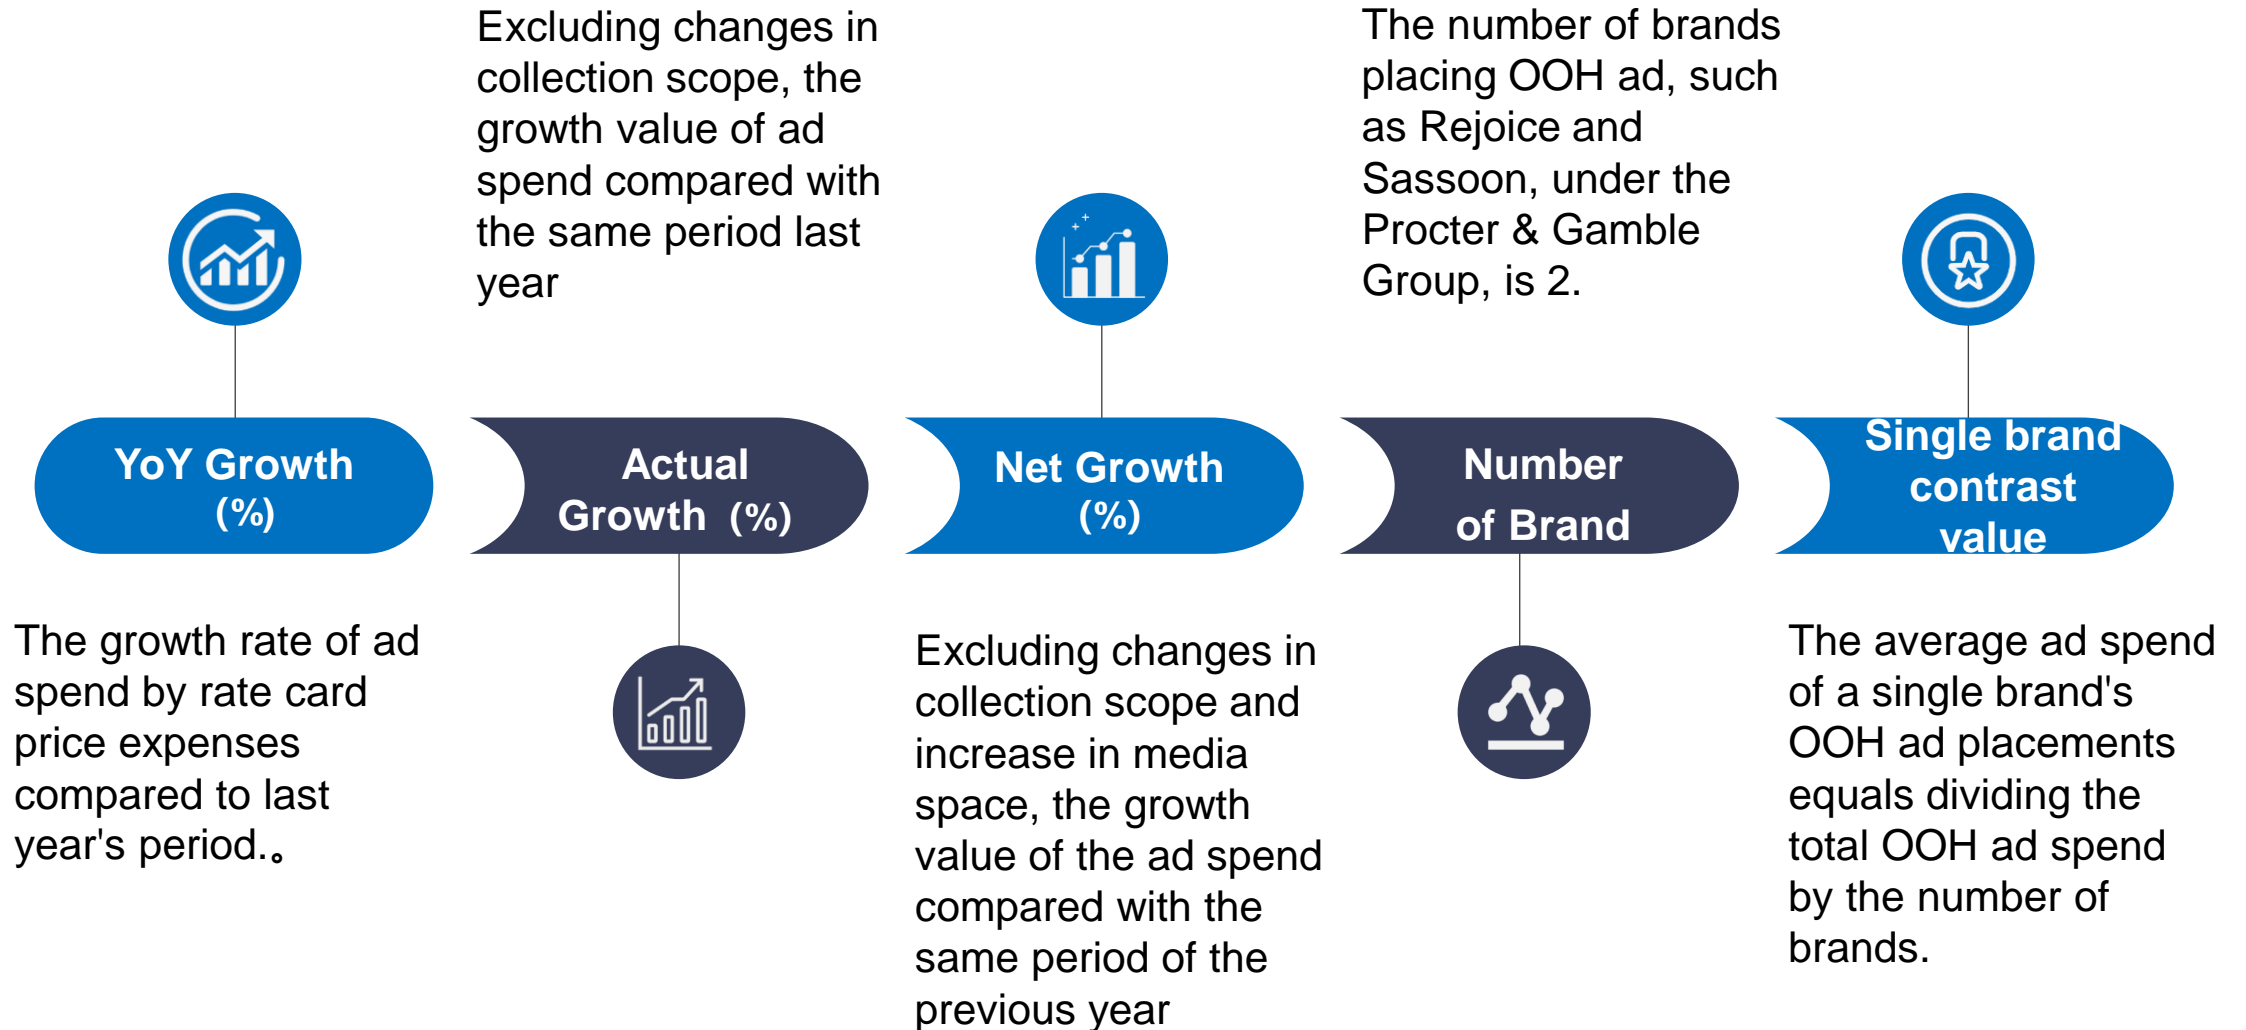 YoY Growth
(%)
The growth rate of ad
spend by rate card
price expenses
compared to last
year's period.。
Excluding changes in
collection scope, the
growth value of ad
spend compared with
the same period last
year
Actual
Growth (%)
Net Growth
(%)
Excluding changes in
collection scope and
increase in media
space, the growth
value of the ad spend
compared with the
same period of the
previous year
The number of brands
placing OOH ad, such
as Rejoice and
Sassoon, under the
Procter & Gamble
Group, is 2.
Number
of Brand
Single brand
contrast
value
The average ad spend
of a single brand's
OOH ad placements
equals dividing the
total OOH ad spend
by the number of
brands.